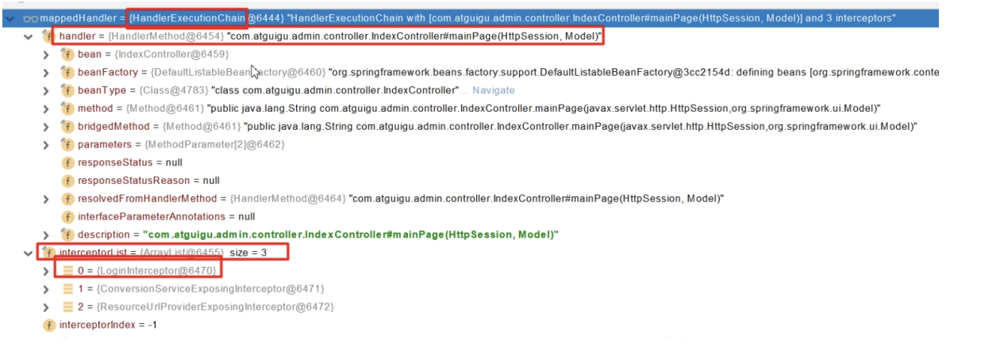 mappedHandler = {HandlerExecutionChain@6444} "HandlerExecutionChain with [com.atguigu.admin.controller.IndexController#mainPage(HttpSession, Model)] and 3 interceptors"
handler = {HandlerMethod@6454} "com.atguigu.admin.controller.IndexController#mainPage(HttpSession, Model)"
bean = {IndexController@6459}
beanFactory = {DefaultListableBeanFactory@6460} "org.springframework.beans.factory.support.DefaultListableBeanFactory@3cc2154d: defining beans [org.springframework.conte
beanType = {Class@4783} "class com.atguigu.admin.controller.IndexController"... Navigate
method = {Method@6461} "public java.lang.String com.atguigu.admin.controller.IndexController.mainPage(javax.servlet.http.HttpSession,org.springframework.ui.Model)"
bridgedMethod = {Method@6461} "public java.lang.String com.atguigu.admin.controller.IndexController.mainPage(javax.servlet.http.HttpSession,org.springframework.ui.Model)"
parameters = {MethodParameter[2]@6462}
responseStatus = null
responseStatusReason = null
resolvedFromHandlerMethod = {HandlerMethod@6464} "com.atguigu.admin.controller.IndexController#mainPage(HttpSession, Model)"
interfaceParameterAnnotations = null
description = "com.atguigu.admin.controller.IndexController#mainPage(HttpSession, Model)"
interceptorList = {ArrayList@6455} size = 3
0 = {LoginInterceptor@6470}
1 = {ConversionServiceExposingInterceptor@6471}
2 = {ResourceUrlProviderExposingInterceptor@6472}
interceptorIndex = -1